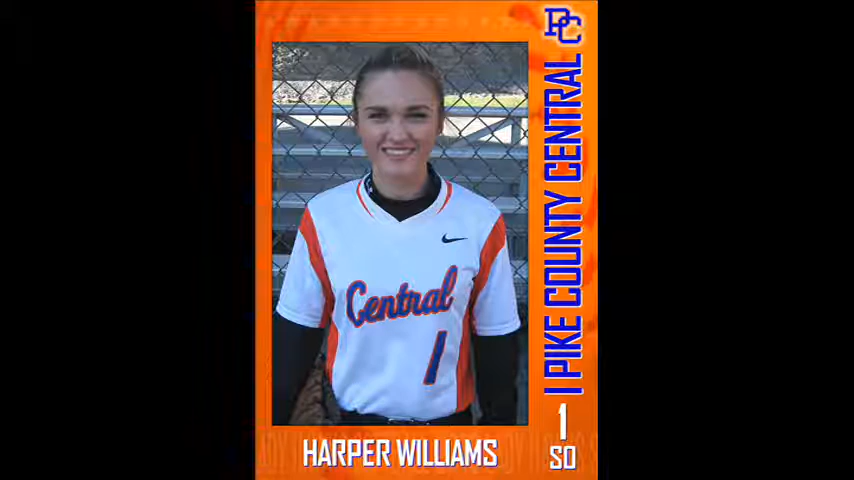 PC
I PIKE COUNTY CENTRAL
Central
1
1
SO
HARPER WILLIAMS